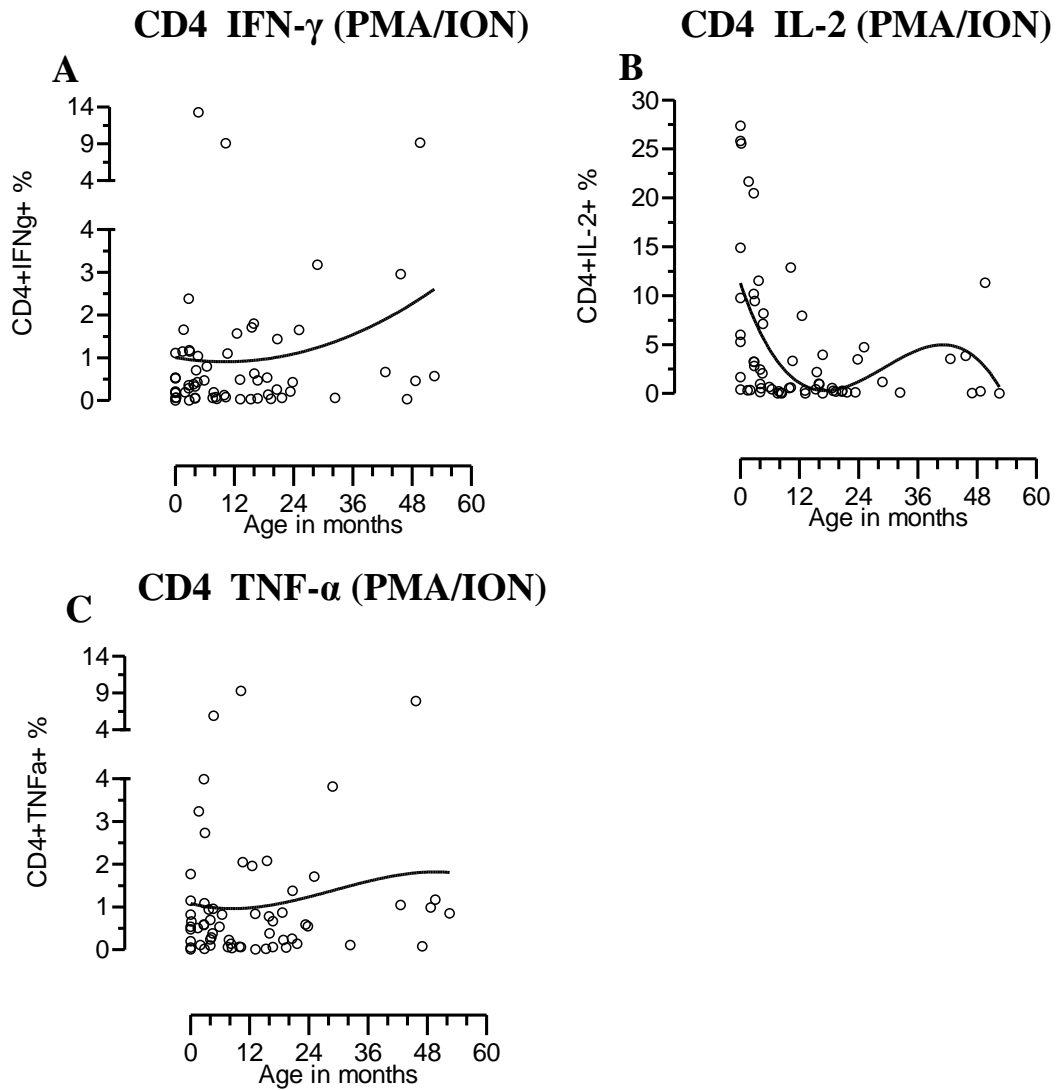 CD4 IFN-γ (PMA/ION)
CD4 IL-2 (PMA/ION)
A
14
9
4
4
3
2
1
0
CD4+IFNg+ %
0 12 24 36 48 60
Age in months
B
30
25
20
15
10
5
0
CD4+IL-2+ %
0 12 24 36 48 60
Age in months
CD4 TNF-α (PMA/ION)
C
14
9
4
4
3
2
1
0
CD4+TNFa+ %
0 12 24 36 48 60
Age in months